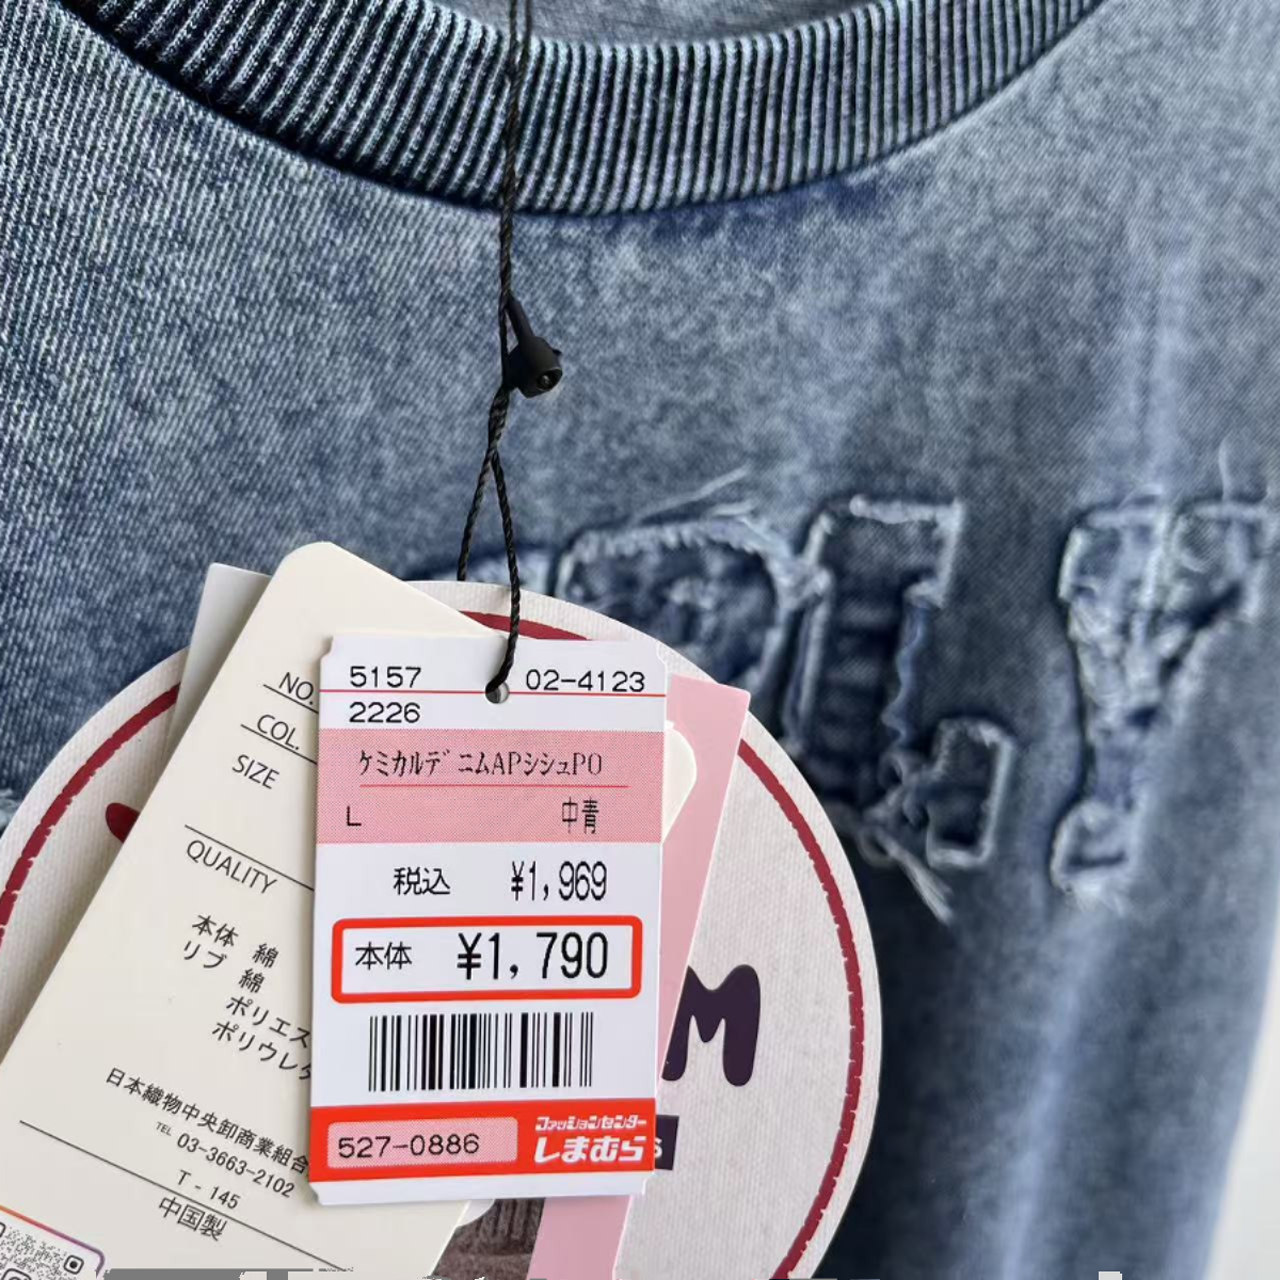 5157 02-4123
2226
ｹミカルデﾞニムAPシシュPO
L 中青
税込 ¥1,969
本体 ¥1,790
527-0886
ファッションセンター
しまむら
NO.
COL.
SIZE
QUALITY
本体 綿
リブ 綿
ポリエス
ポリウレタ
日本織物中央卸商業組合
TEL 03-3663-2102
T - 145
中国製
M
S